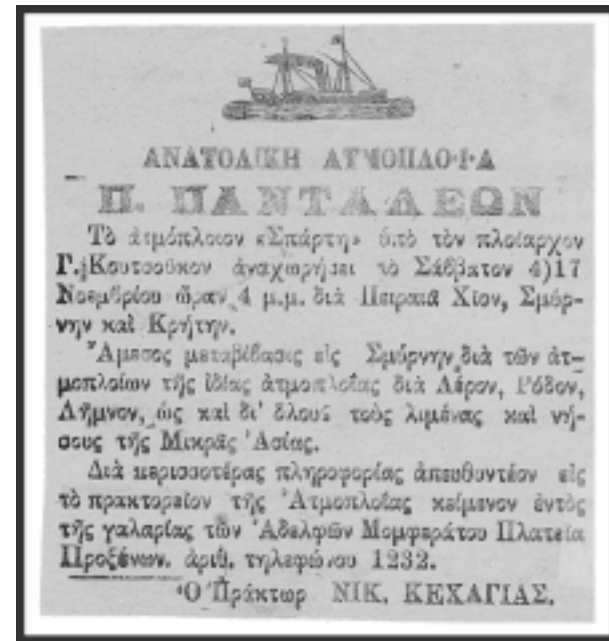 ΑΝΑΤΟΛΙΚΗ ΑΤΜΟΠΛΟ·Ι·Α
Π. ΠΑΝΤΑΛΕΩΝ
Τὸ ἀτμόπλοιον «Σπάρτη» ὑπὸ τὸν πλοίαρχον
Γ. Κουτσοῦκον ἀναχωρήσει τὸ Σάββατον 4)17
Νοεμβρίου ὥραν 4 μ.μ. διὰ Πειραιᾶ Χίον, Σμύρ-
νην καὶ Κρήτην.
Ἄμεσος μεταβίβασις εἰς Σμύρνην διὰ τῶν ἀτ-
μοπλοίων τῆς ἰδίας ἀτμοπλοΐας διὰ Λέρον, Ρόδον,
Λῆμνον, ὡς καὶ δι' ὅλους τοὺς λιμένας καὶ νή-
σους τῆς Μικρᾶς Ἀσίας.
Διὰ περισσοτέρας πληροφορίας ἀπευθυντέον εἰς
τὸ πρακτορεῖον τῆς Ἀτμοπλοΐας κείμενον ἐντὸς
τῆς γαλαρίας τῶν Ἀδελφῶν Μομφεράτου Πλατεῖα
Προξένων. ἀριθ. τηλεφώνου 1232.
Ὁ Πράκτωρ ΝΙΚ. ΚΕΧΑΓΙΑΣ.